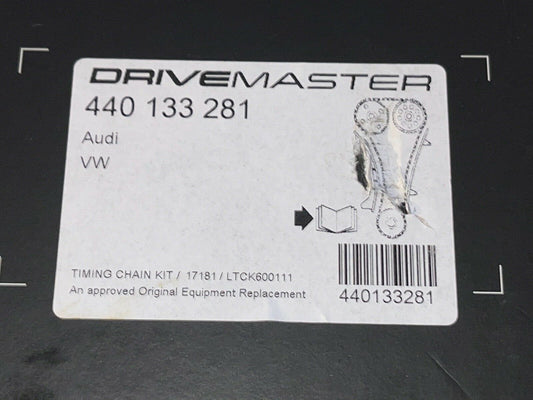 DRIVEMASTER
440 133 281
Audi
VW
TIMING CHAIN KIT / 17181 / LTCK600111
An approved Original Equipment Replacement
440133281